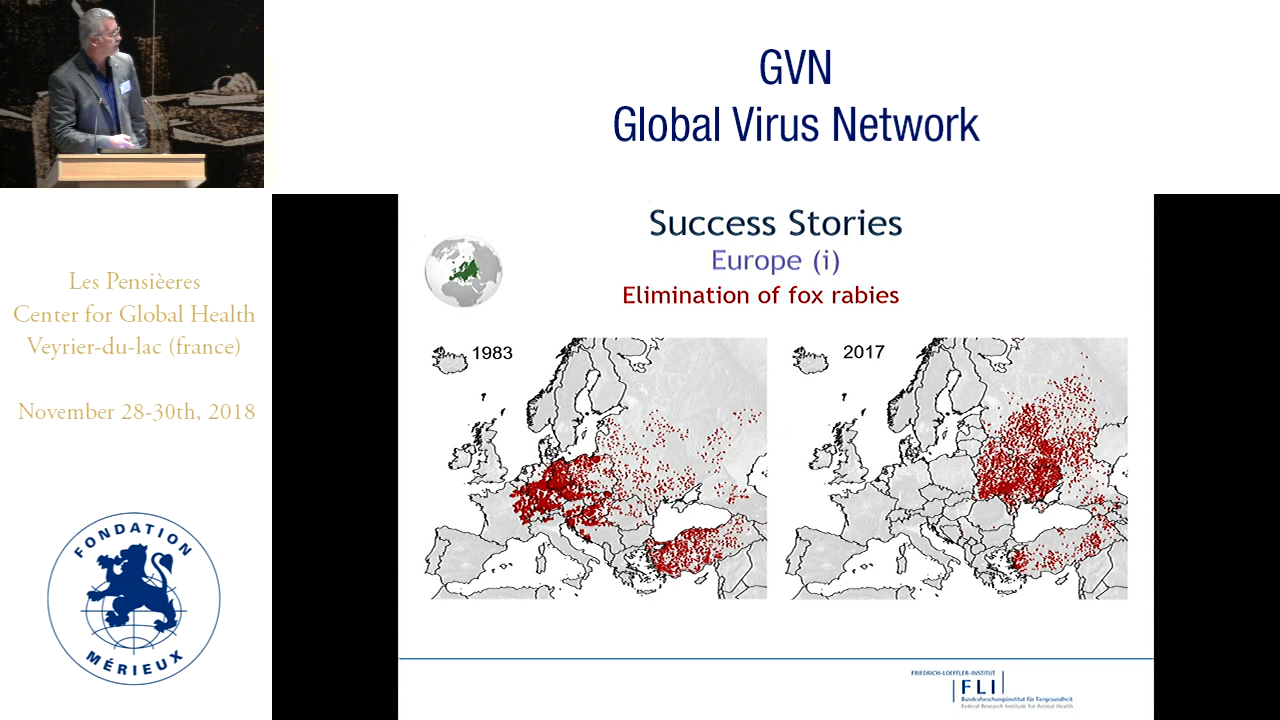 GVN
Global Virus Network
Les Pensièeres
Center for Global Health
Veyrier-du-lac (france)
November 28-30th, 2018
FONDATION
MÉRIEUX
Success Stories
Europe (i)
Elimination of fox rabies
1983
2017
FRIEDRICH-LOEFFLER-INSTITUT
FLI
Bundesforschungsinstitut für Tiergesundheit
Federal Research Institute for Animal Health